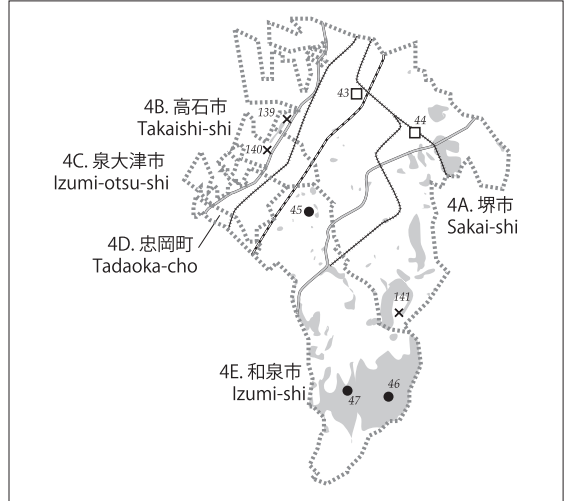 43
139
4B. 高石市
Takaishi-shi
44
140
4C. 泉大津市
Izumi-otsu-shi
4A. 堺市
Sakai-shi
45
4D. 忠岡町
Tadaoka-cho
141
4E. 和泉市
Izumi-shi
46
47